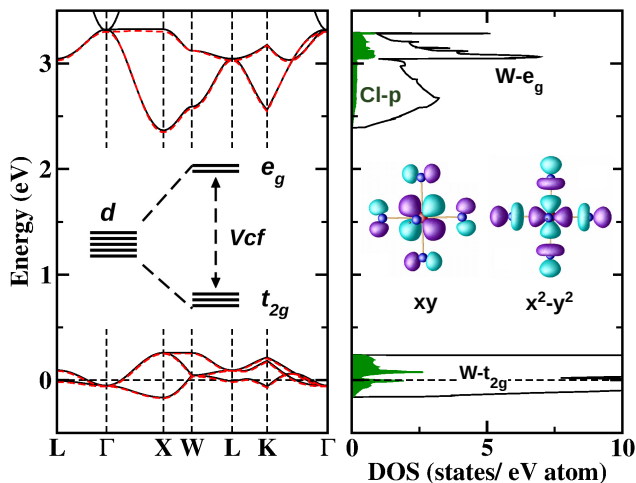 Energy (eV)
3
2
1
0
d
e_g
Vcf
t_2g
L Γ X W L K Γ
W-e_g
Cl-p
xy
x²-y²
W-t_2g
0 5 10
DOS (states/ eV atom)